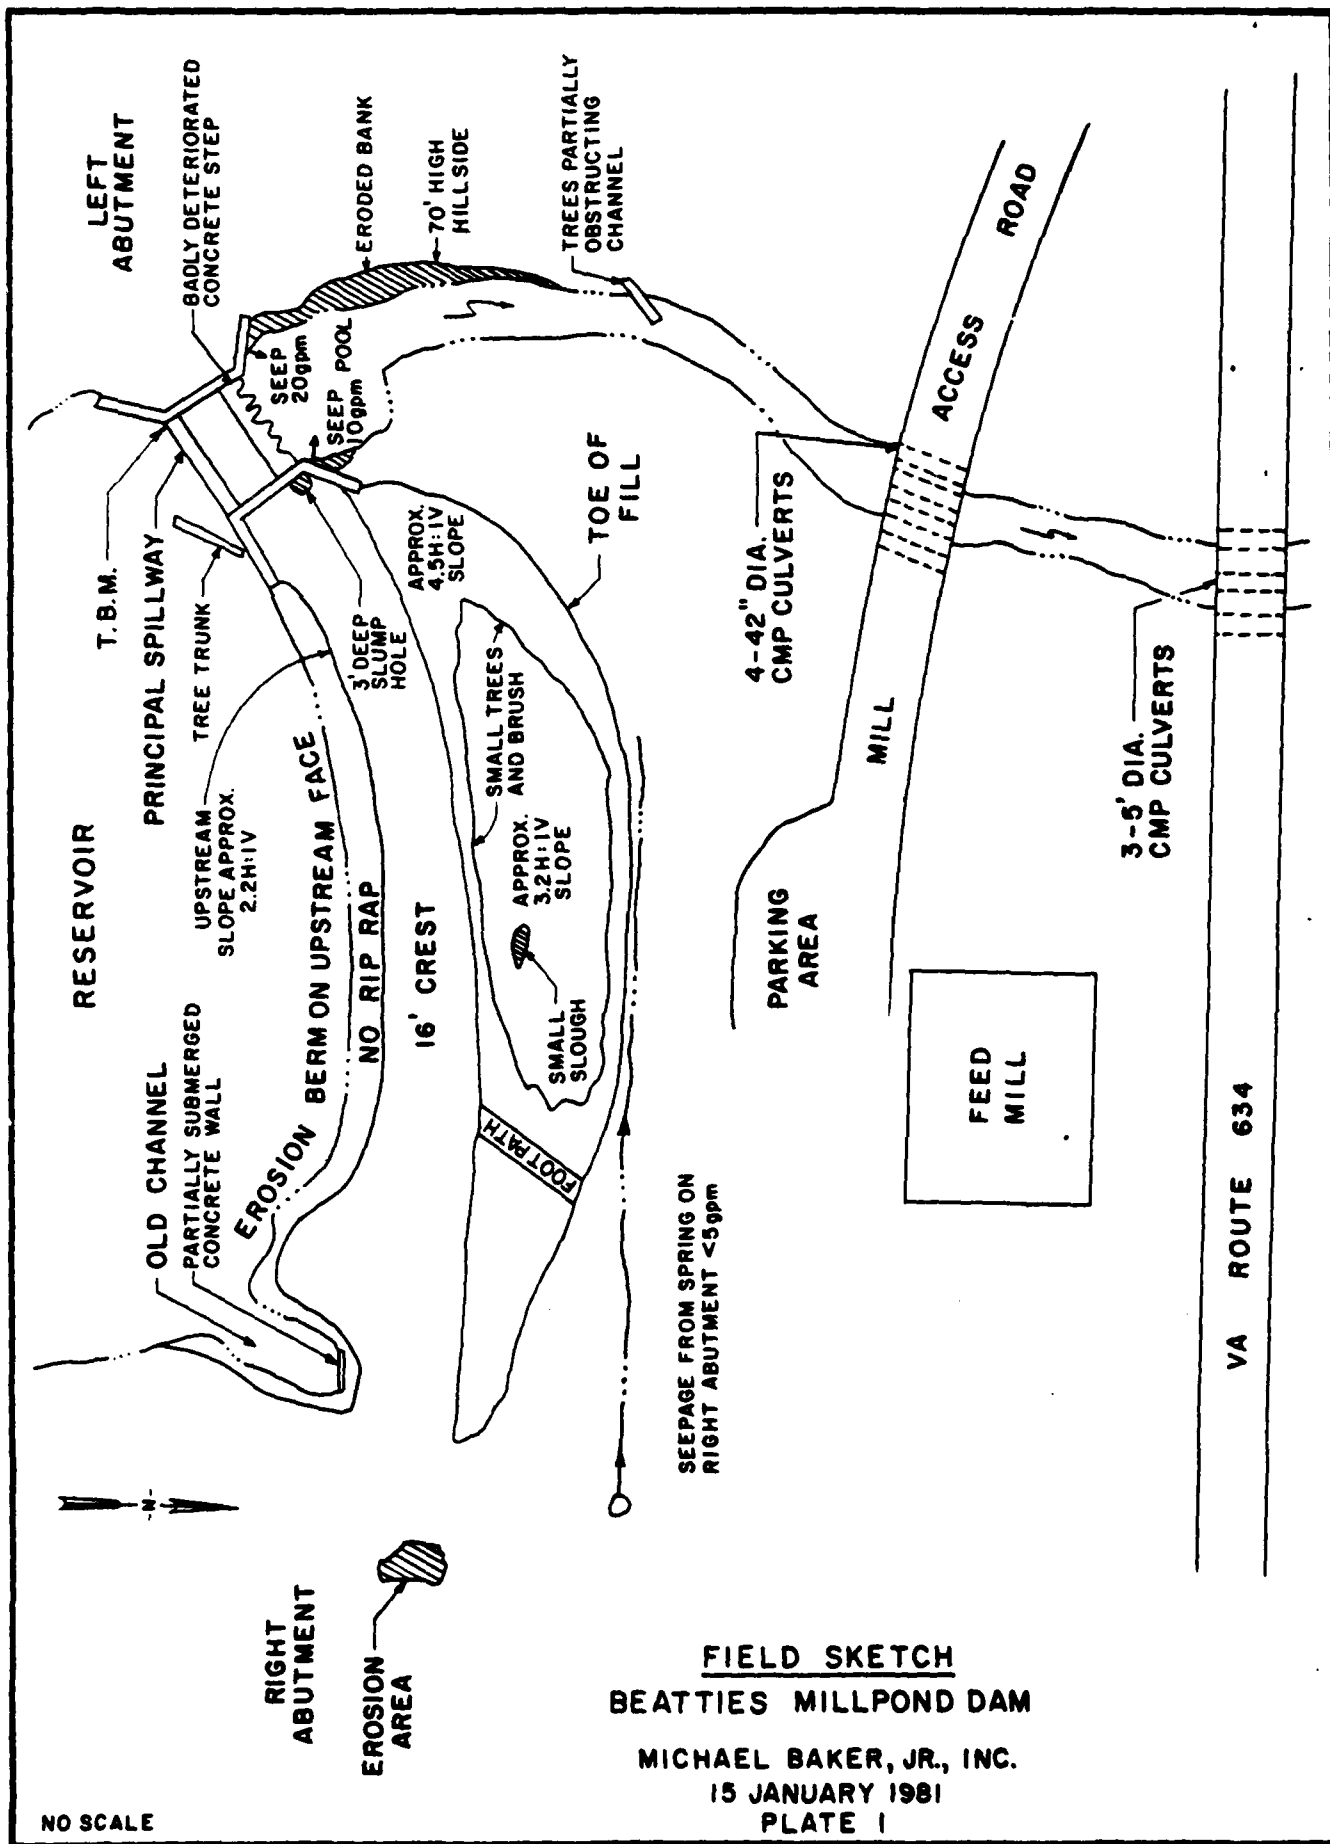 LEFT
ABUTMENT
BADLY DETERIORATED
CONCRETE STEP
ERODED BANK
70' HIGH
HILLSIDE
TREES PARTIALLY
OBSTRUCTING
CHANNEL
SEEP
20gpm
POOL
SEEP
10gpm
T.B.M.
PRINCIPAL SPILLWAY
TREE TRUNK
RESERVOIR
UPSTREAM
SLOPE APPROX.
2.2H:1V
3' DEEP
SLUMP
HOLE
APPROX.
4.5H:1V
SLOPE
TOE OF
FILL
SMALL TREES
AND BRUSH
APPROX.
3.2H:1V
SLOPE
SMALL
SLOUGH
EROSION BERM ON UPSTREAM FACE
NO RIP RAP
16' CREST
OLD CHANNEL
PARTIALLY SUBMERGED
CONCRETE WALL
FOOTPATH
SEEPAGE FROM SPRING ON
RIGHT ABUTMENT <5gpm
4-42" DIA.
CMP CULVERTS
MILL ACCESS ROAD
PARKING
AREA
FEED
MILL
3-5' DIA.
CMP CULVERTS
VA ROUTE 634
-N-
RIGHT
ABUTMENT
EROSION
AREA
FIELD SKETCH
BEATTIES MILLPOND DAM
MICHAEL BAKER, JR., INC.
15 JANUARY 1981
PLATE 1
NO SCALE